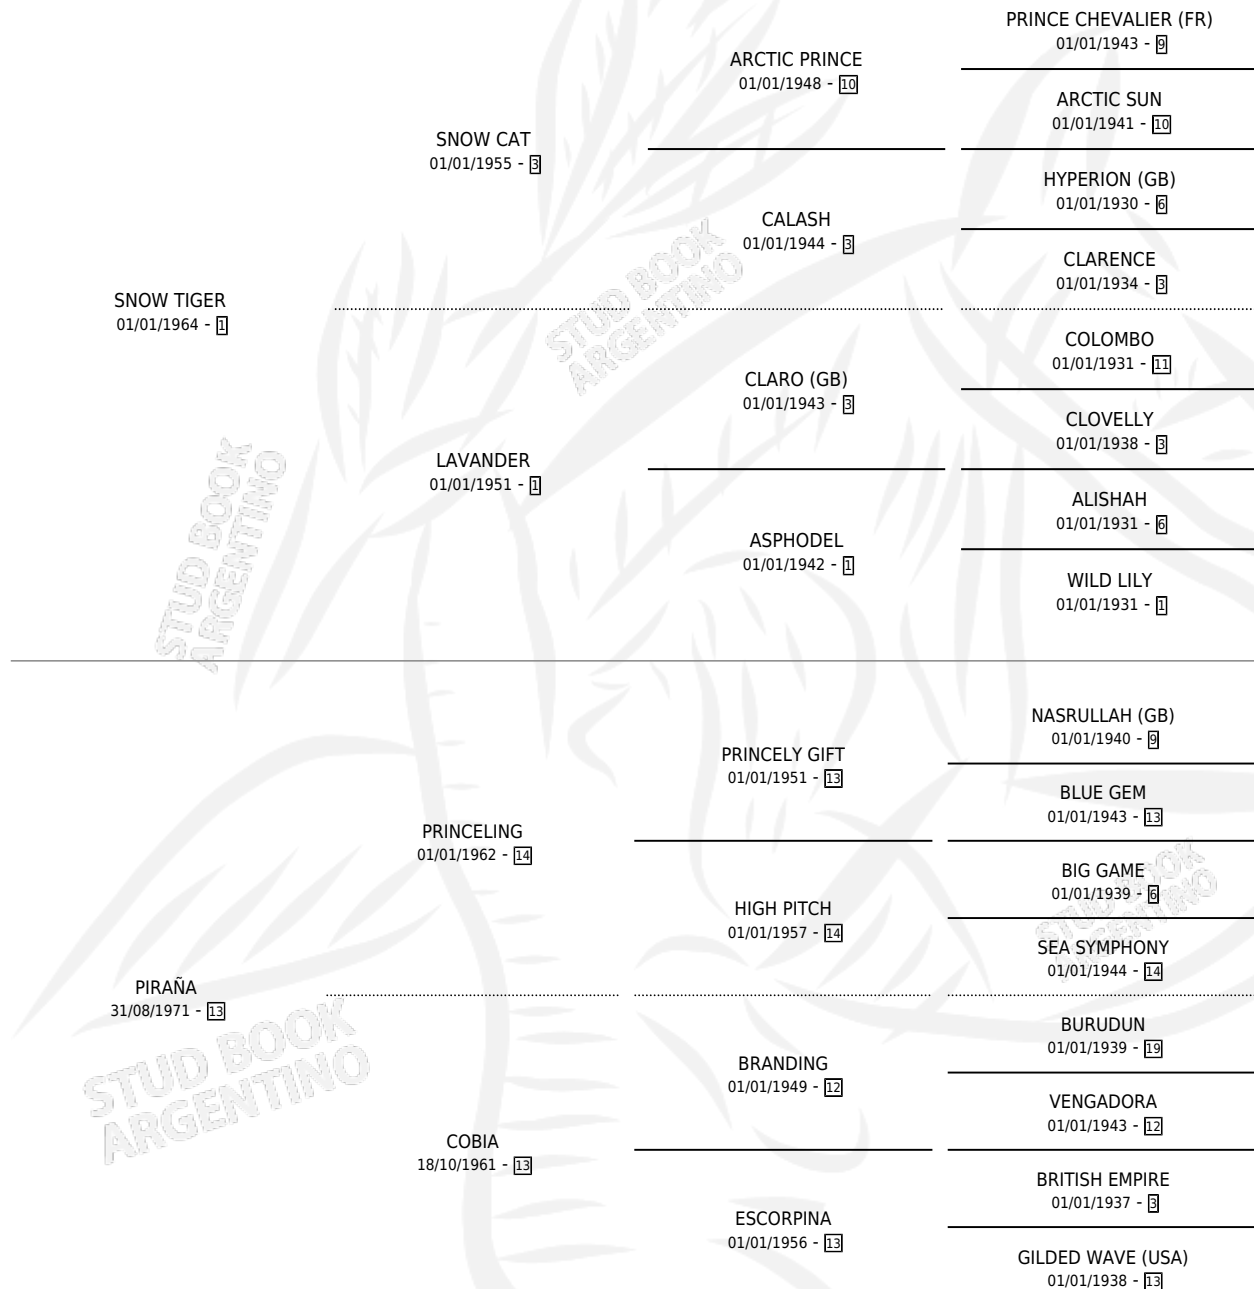 PRINCE CHEVALIER (FR)
01/01/1943 - 9
ARCTIC PRINCE
01/01/1948 - 10
ARCTIC SUN
01/01/1941 - 10
SNOW CAT
01/01/1955 - 3
HYPERION (GB)
01/01/1930 - 6
CALASH
01/01/1944 - 3
CLARENCE
01/01/1934 - 3
SNOW TIGER
01/01/1964 - 1
COLOMBO
01/01/1931 - 11
CLARO (GB)
01/01/1943 - 3
CLOVELLY
01/01/1938 - 3
LAVANDER
01/01/1951 - 1
ALISHAH
01/01/1931 - 6
ASPHODEL
01/01/1942 - 1
WILD LILY
01/01/1931 - 1
STUD BOOK
ARGENTINO
STUD BOOK
ARGENTINO
NASRULLAH (GB)
01/01/1940 - 9
PRINCELY GIFT
01/01/1951 - 13
BLUE GEM
01/01/1943 - 13
PRINCELING
01/01/1962 - 14
BIG GAME
01/01/1939 - 6
HIGH PITCH
01/01/1957 - 14
SEA SYMPHONY
01/01/1944 - 14
PIRAÑA
31/08/1971 - 13
BURUDUN
01/01/1939 - 19
BRANDING
01/01/1949 - 12
VENGADORA
01/01/1943 - 12
COBIA
18/10/1961 - 13
BRITISH EMPIRE
01/01/1937 - 3
ESCORPINA
01/01/1956 - 13
GILDED WAVE (USA)
01/01/1938 - 13
STUD BOOK
ARGENTINO
STUD BOOK
ARGENTINO